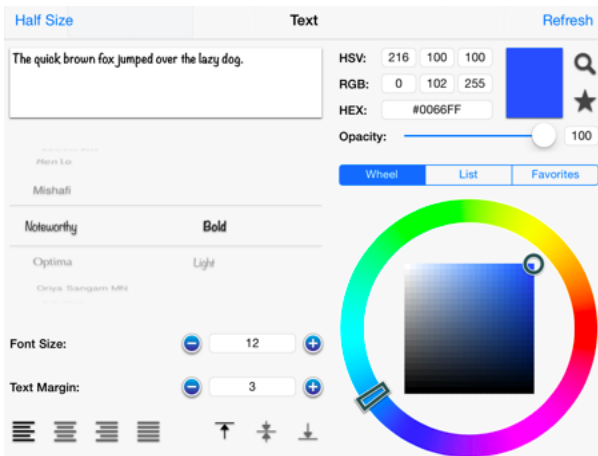 Half Size
Text
Refresh
The quick brown fox jumped over the lazy dog.
HSV: 216 100 100
RGB: 0 102 255
HEX: #0066FF
Opacity: 100
Wheel
List
Favorites
Mishafi
Noteworthy
Bold
Optima
Light
Oriya Sangam MN
Font Size: 12
Text Margin: 3